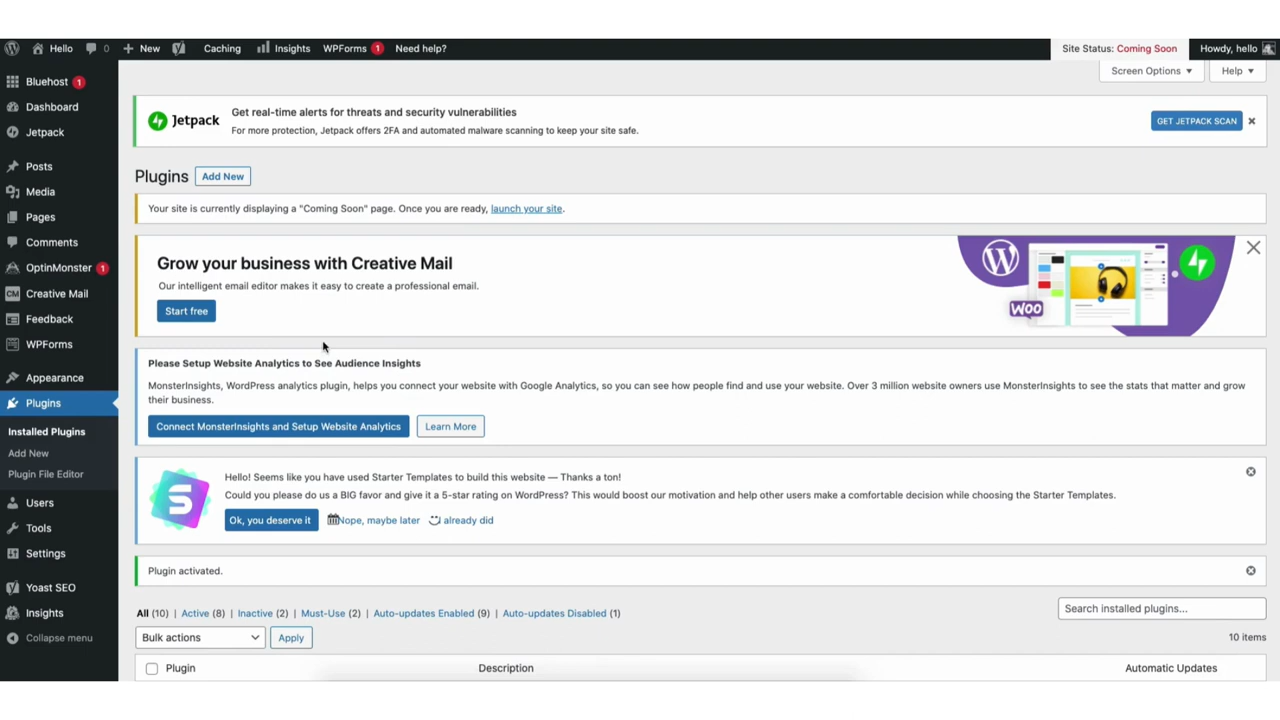 Hello 0 New Caching Insights WPForms 1 Need help? Site Status: Coming Soon Howdy, hello
Screen Options Help
Bluehost 1
Dashboard
Jetpack
Posts
Media
Pages
Comments
OptinMonster 1
CM Creative Mail
Feedback
WPForms
Appearance
Plugins
Installed Plugins
Add New
Plugin File Editor
Users
Tools
Settings
Yoast SEO
Insights
Collapse menu
Jetpack
Get real-time alerts for threats and security vulnerabilities
For more protection, Jetpack offers 2FA and automated malware scanning to keep your site safe.
GET JETPACK SCAN
Plugins Add New
Your site is currently displaying a "Coming Soon" page. Once you are ready, launch your site.
Grow your business with Creative Mail
Our intelligent email editor makes it easy to create a professional email.
Start free
WOO
Please Setup Website Analytics to See Audience Insights
MonsterInsights, WordPress analytics plugin, helps you connect your website with Google Analytics, so you can see how people find and use your website. Over 3 million website owners use MonsterInsights to see the stats that matter and grow
their business.
Connect MonsterInsights and Setup Website Analytics Learn More
Hello! Seems like you have used Starter Templates to build this website — Thanks a ton!
Could you please do us a BIG favor and give it a 5-star rating on WordPress? This would boost our motivation and help other users make a comfortable decision while choosing the Starter Templates.
Ok, you deserve it Nope, maybe later already did
Plugin activated.
All (10) | Active (8) | Inactive (2) | Must-Use (2) | Auto-updates Enabled (9) | Auto-updates Disabled (1)
Search installed plugins...
Bulk actions Apply
10 items
Plugin Description Automatic Updates